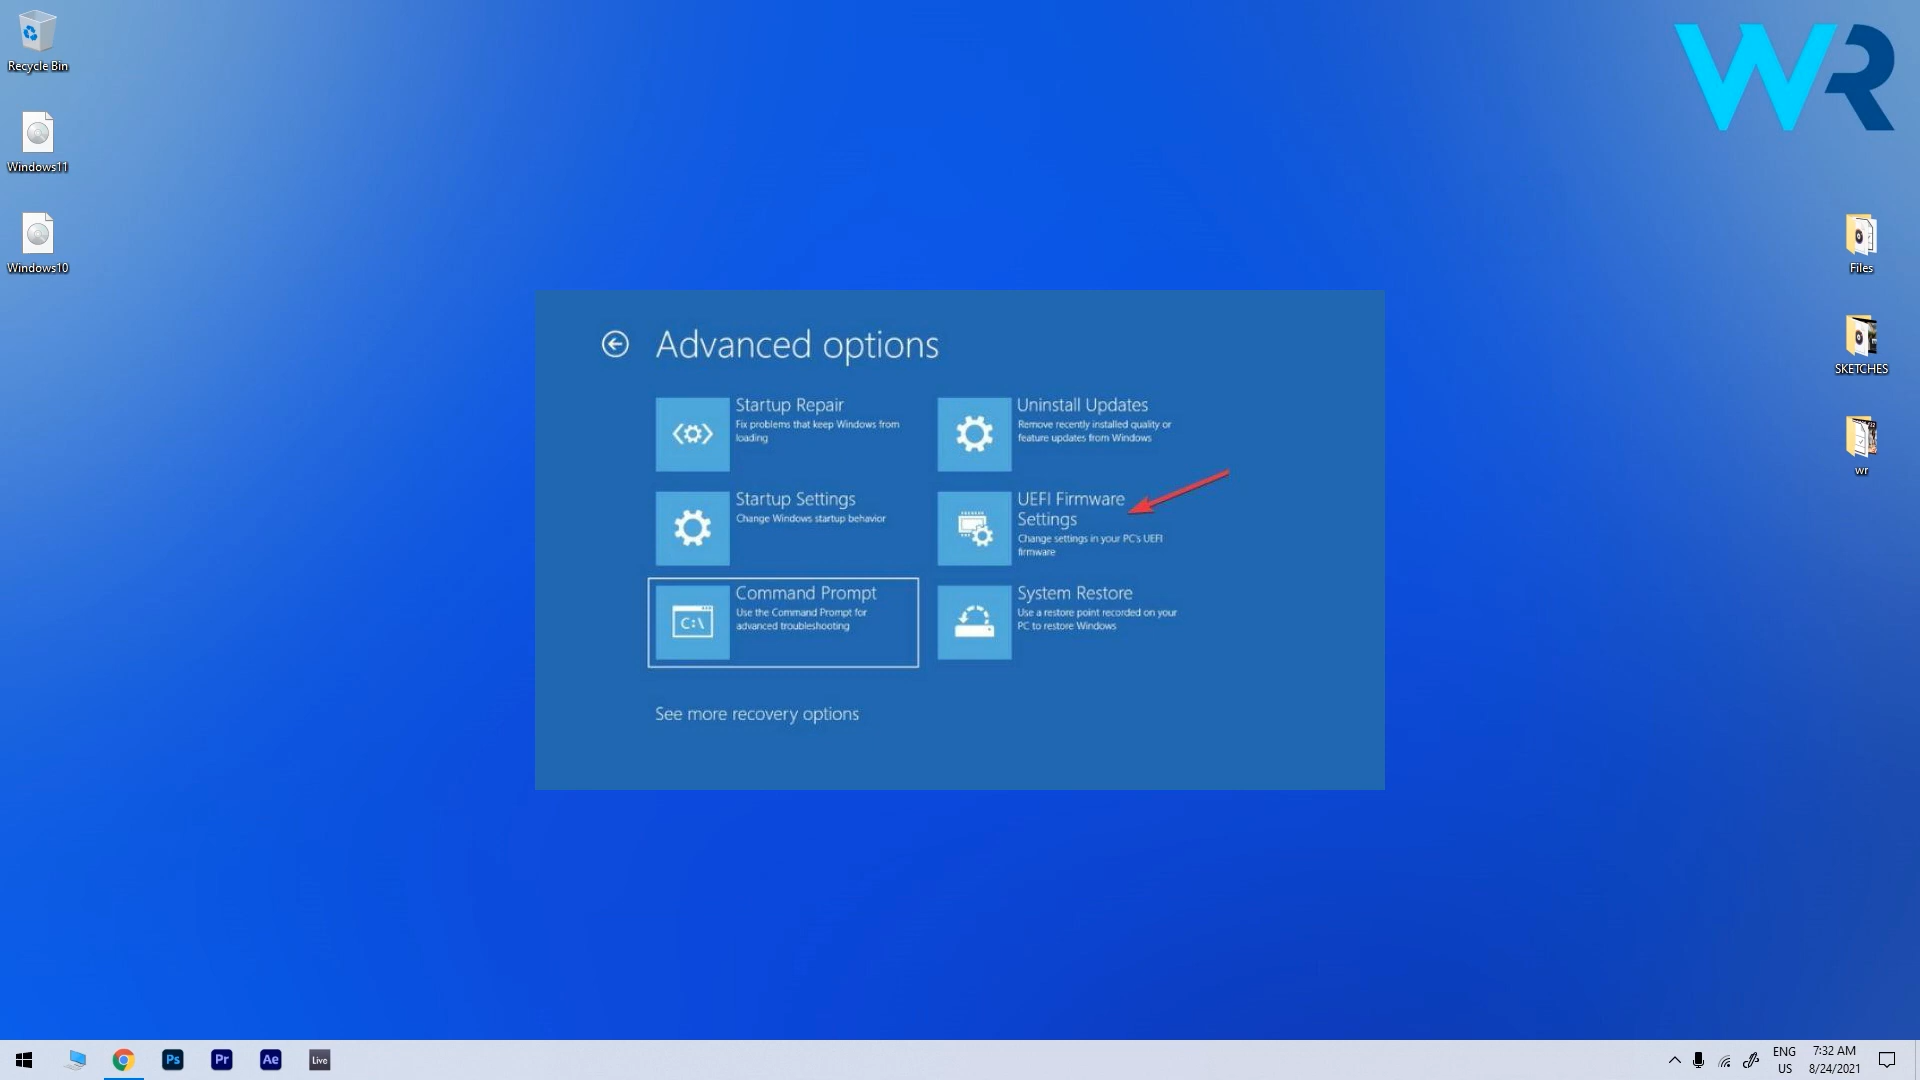 Recycle Bin
Windows11
Windows10
WR
Files
SKETCHES
wr
Advanced options
Startup Repair
Fix problems that keep Windows from
loading
Uninstall Updates
Remove recently installed quality or
feature updates from Windows
Startup Settings
Change Windows startup behavior
UEFI Firmware
Settings
Change settings in your PC's UEFI
firmware
C:\
Command Prompt
Use the Command Prompt for
advanced troubleshooting
System Restore
Use a restore point recorded on your
PC to restore Windows
See more recovery options
Ps
Pr
Ae
Live
ENG
US
7:32 AM
8/24/2021